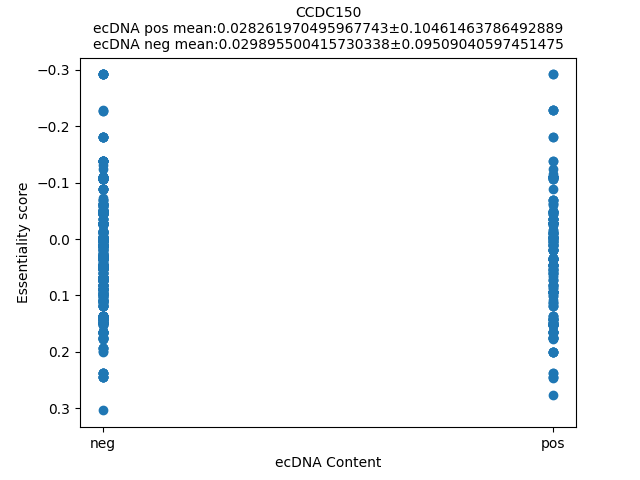 CCDC150
ecDNA pos mean:0.028261970495967743±0.10461463786492889
ecDNA neg mean:0.029895500415730338±0.09509040597451475
−0.3
−0.2
−0.1
0.0
0.1
0.2
0.3
Essentiality score
neg
pos
ecDNA Content